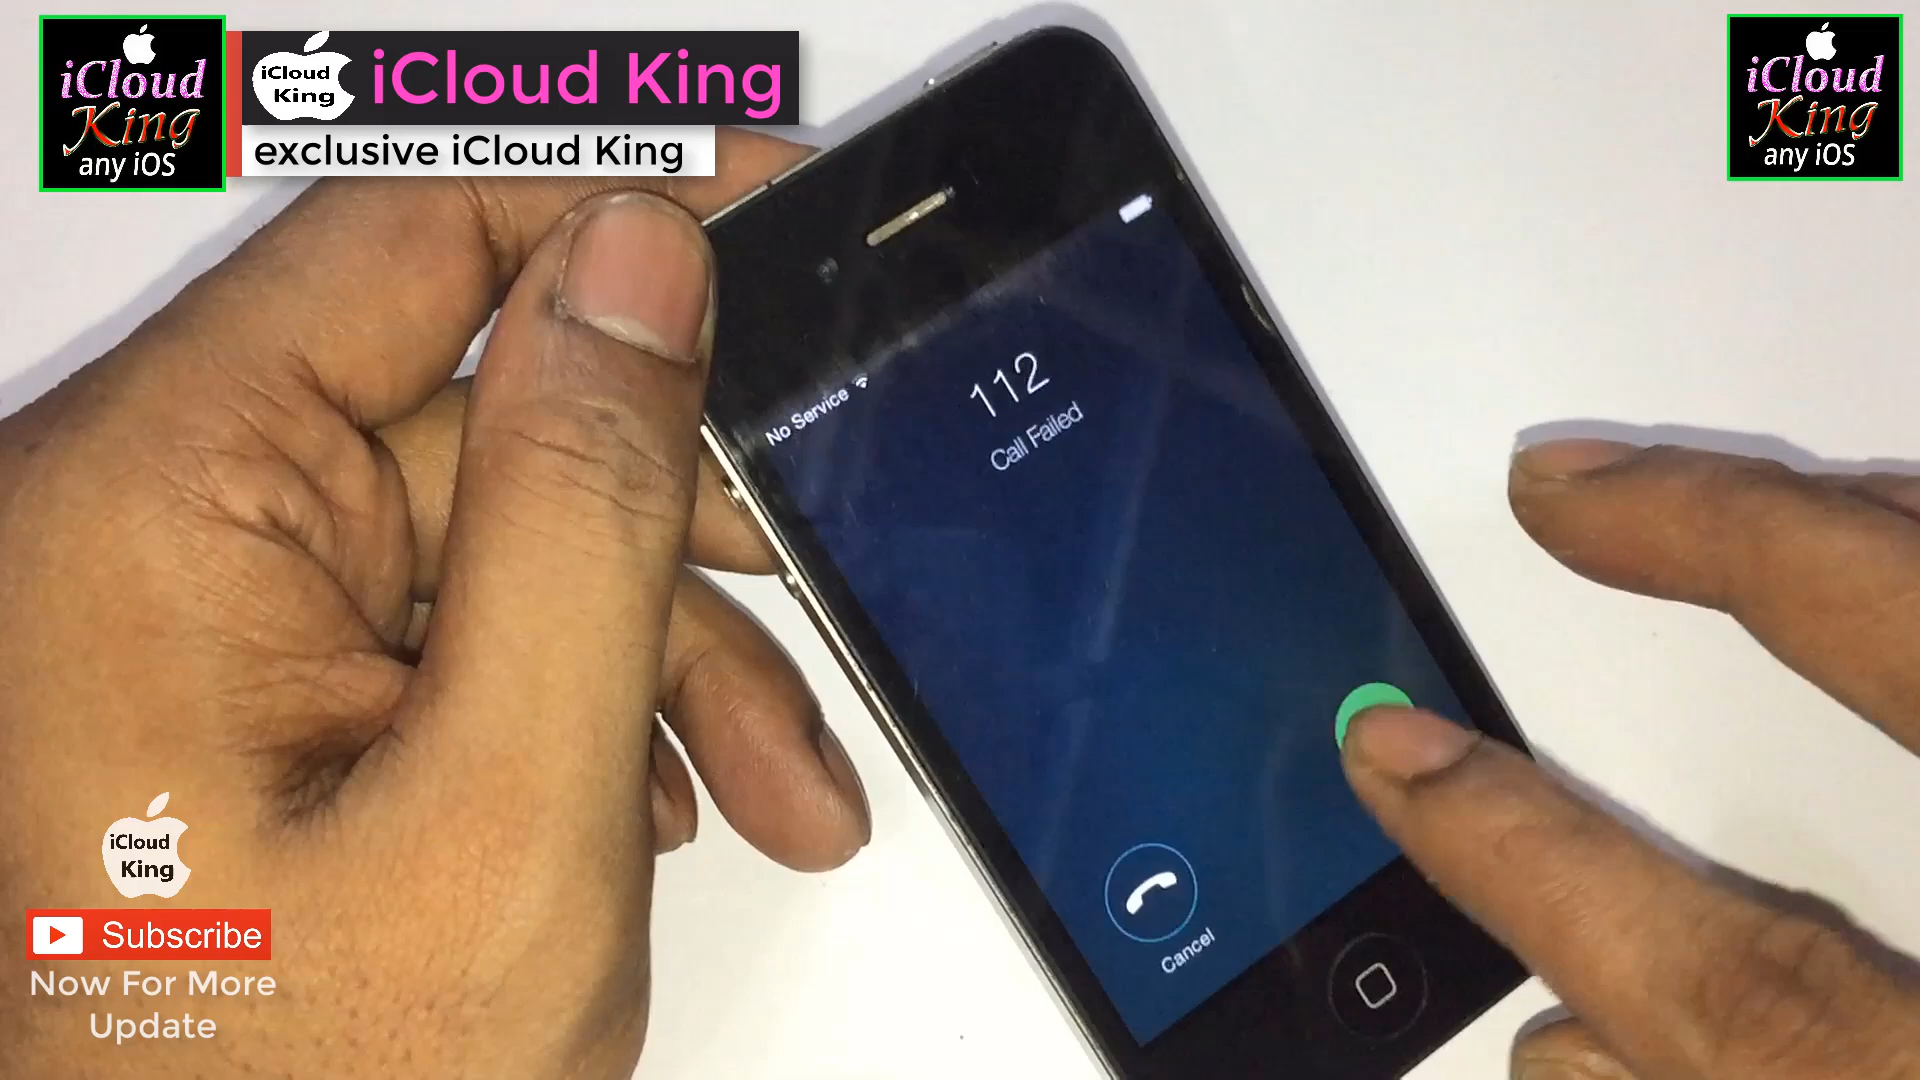 iCloud
King
any iOS
iCloud
King
iCloud King
exclusive iCloud King
iCloud
King
any iOS
No Service
112
Call Failed
Cancel
iCloud
King
Subscribe
Now For More
Update